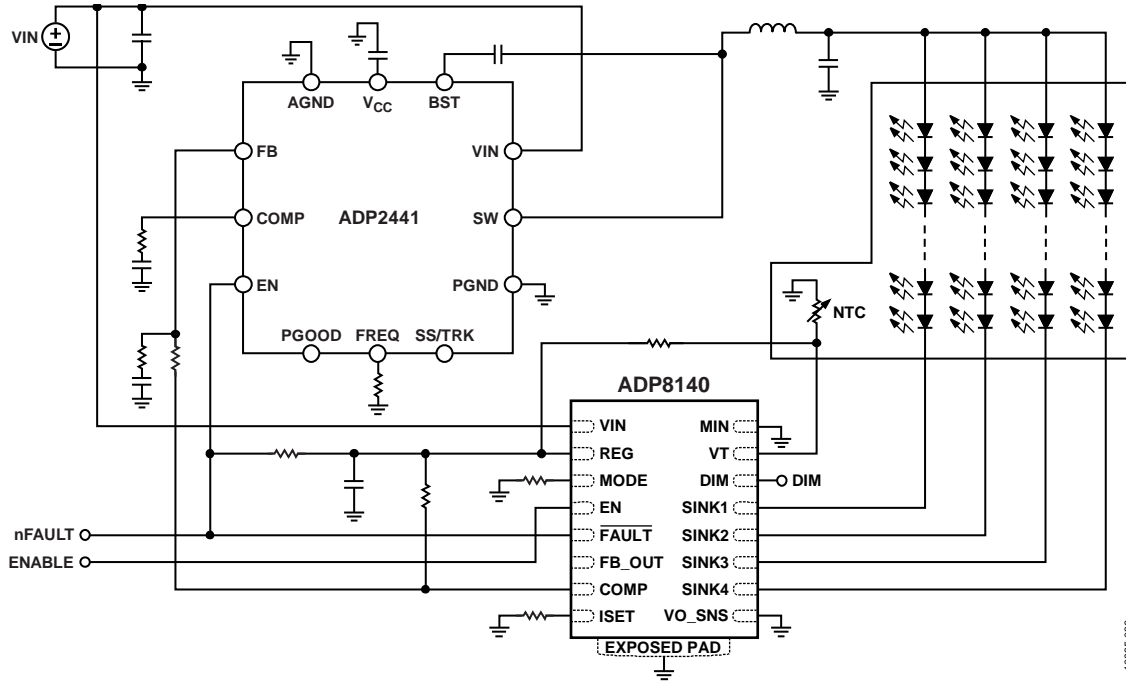 VIN
AGND
VCC
BST
FB
VIN
COMP
ADP2441
SW
EN
PGND
PGOOD
FREQ
SS/TRK
NTC
ADP8140
VIN
MIN
REG
VT
MODE
DIM
DIM
EN
SINK1
nFAULT
FAULT
SINK2
ENABLE
FB_OUT
SINK3
COMP
SINK4
ISET
VO_SNS
EXPOSED PAD